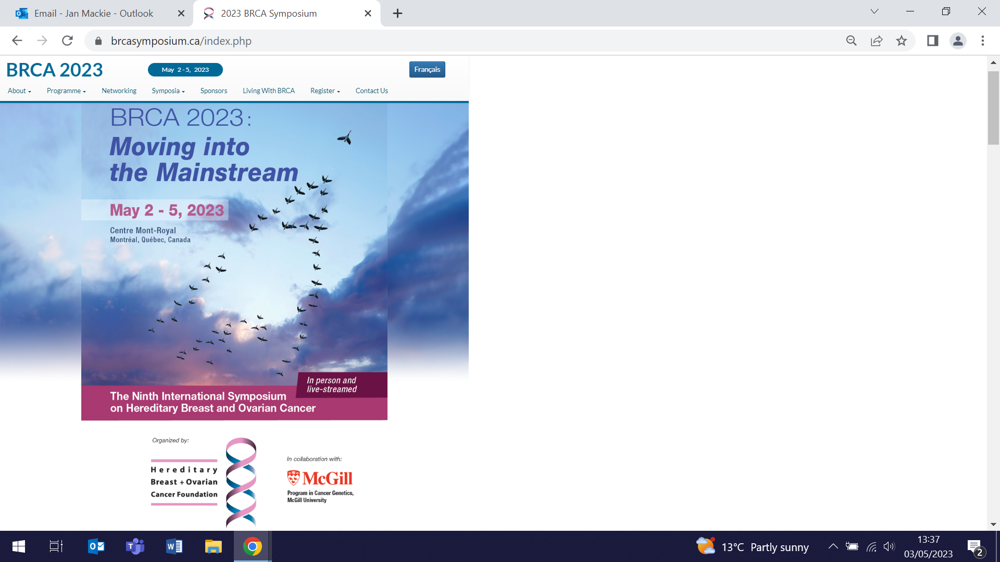 Email - Jan Mackie - Outlook
2023 BRCA Symposium
brcasymposium.ca/index.php
BRCA 2023
May 2 - 5, 2023
Français
About
Programme
Networking
Symposia
Sponsors
Living With BRCA
Register
Contact Us
BRCA 2023:
Moving into
the Mainstream
May 2 - 5, 2023
Centre Mont-Royal
Montréal, Québec, Canada
In person and
live-streamed
The Ninth International Symposium
on Hereditary Breast and Ovarian Cancer
Organized by:
Hereditary
Breast + Ovarian
Cancer Foundation
In collaboration with:
McGill
Program in Cancer Genetics,
McGill University
13°C Partly sunny
13:37
03/05/2023
2